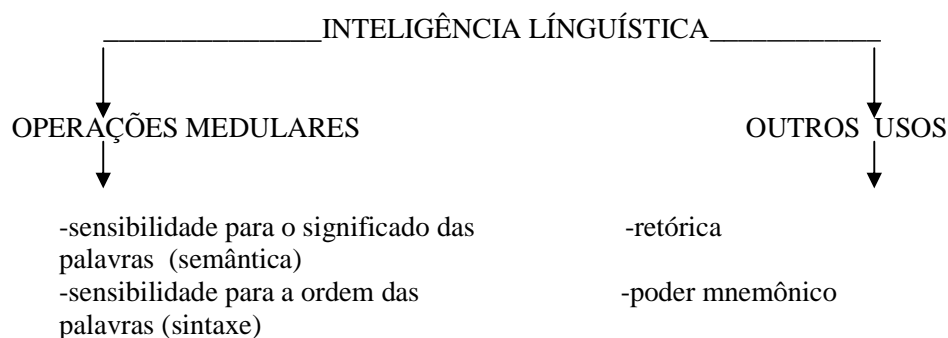 INTELIGÊNCIA LÍNGUÍSTICA
OPERAÇÕES MEDULARES OUTROS USOS
-sensibilidade para o significado das -retórica
palavras (semântica)
-sensibilidade para a ordem das -poder mnemônico
palavras (sintaxe)